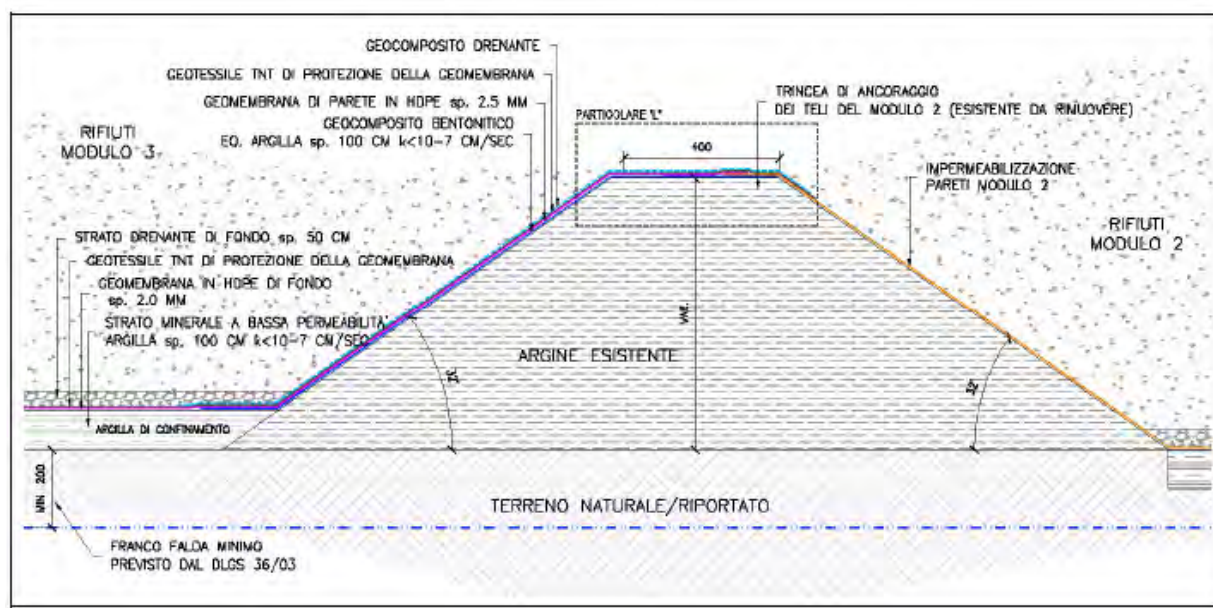 GEOCOMPOSITO DRENANTE
GEOTESSILE TNT DI PROTEZIONE DELLA GEOMEMBRANA
GEOMEMBRANA DI PARETE IN HDPE sp. 2.5 MM
GEOCOMPOSITO BENTONITICO
EQ. ARGILLA sp. 100 CM k<10-7 CM/SEC
RIFIUTI
MODULO 3
PARTICOLARE "L"
TRINCEA DI ANCORAGGIO
DEI TELI DEL MODULO 2 (ESISTENTE DA RIMUOVERE)
400
IMPERMEABILIZZAZIONE
PARETI MODULO 2
RIFIUTI
MODULO 2
STRATO DRENANTE DI FONDO sp. 50 CM
GEOTESSILE TNT DI PROTEZIONE DELLA GEOMEMBRANA
GEOMEMBRANA IN HDPE DI FONDO
sp. 2.0 MM
STRATO MINERALE A BASSA PERMEABILITA'
ARGILLA sp. 100 CM k<10-7 CM/SEC
VAR.
ARGINE ESISTENTE
ARGILLA DI CONFINAMENTO
MIN 200
TERRENO NATURALE/RIPORTATO
FRANCO FALDA MINIMO
PREVISTO DAL DLGS 36/03